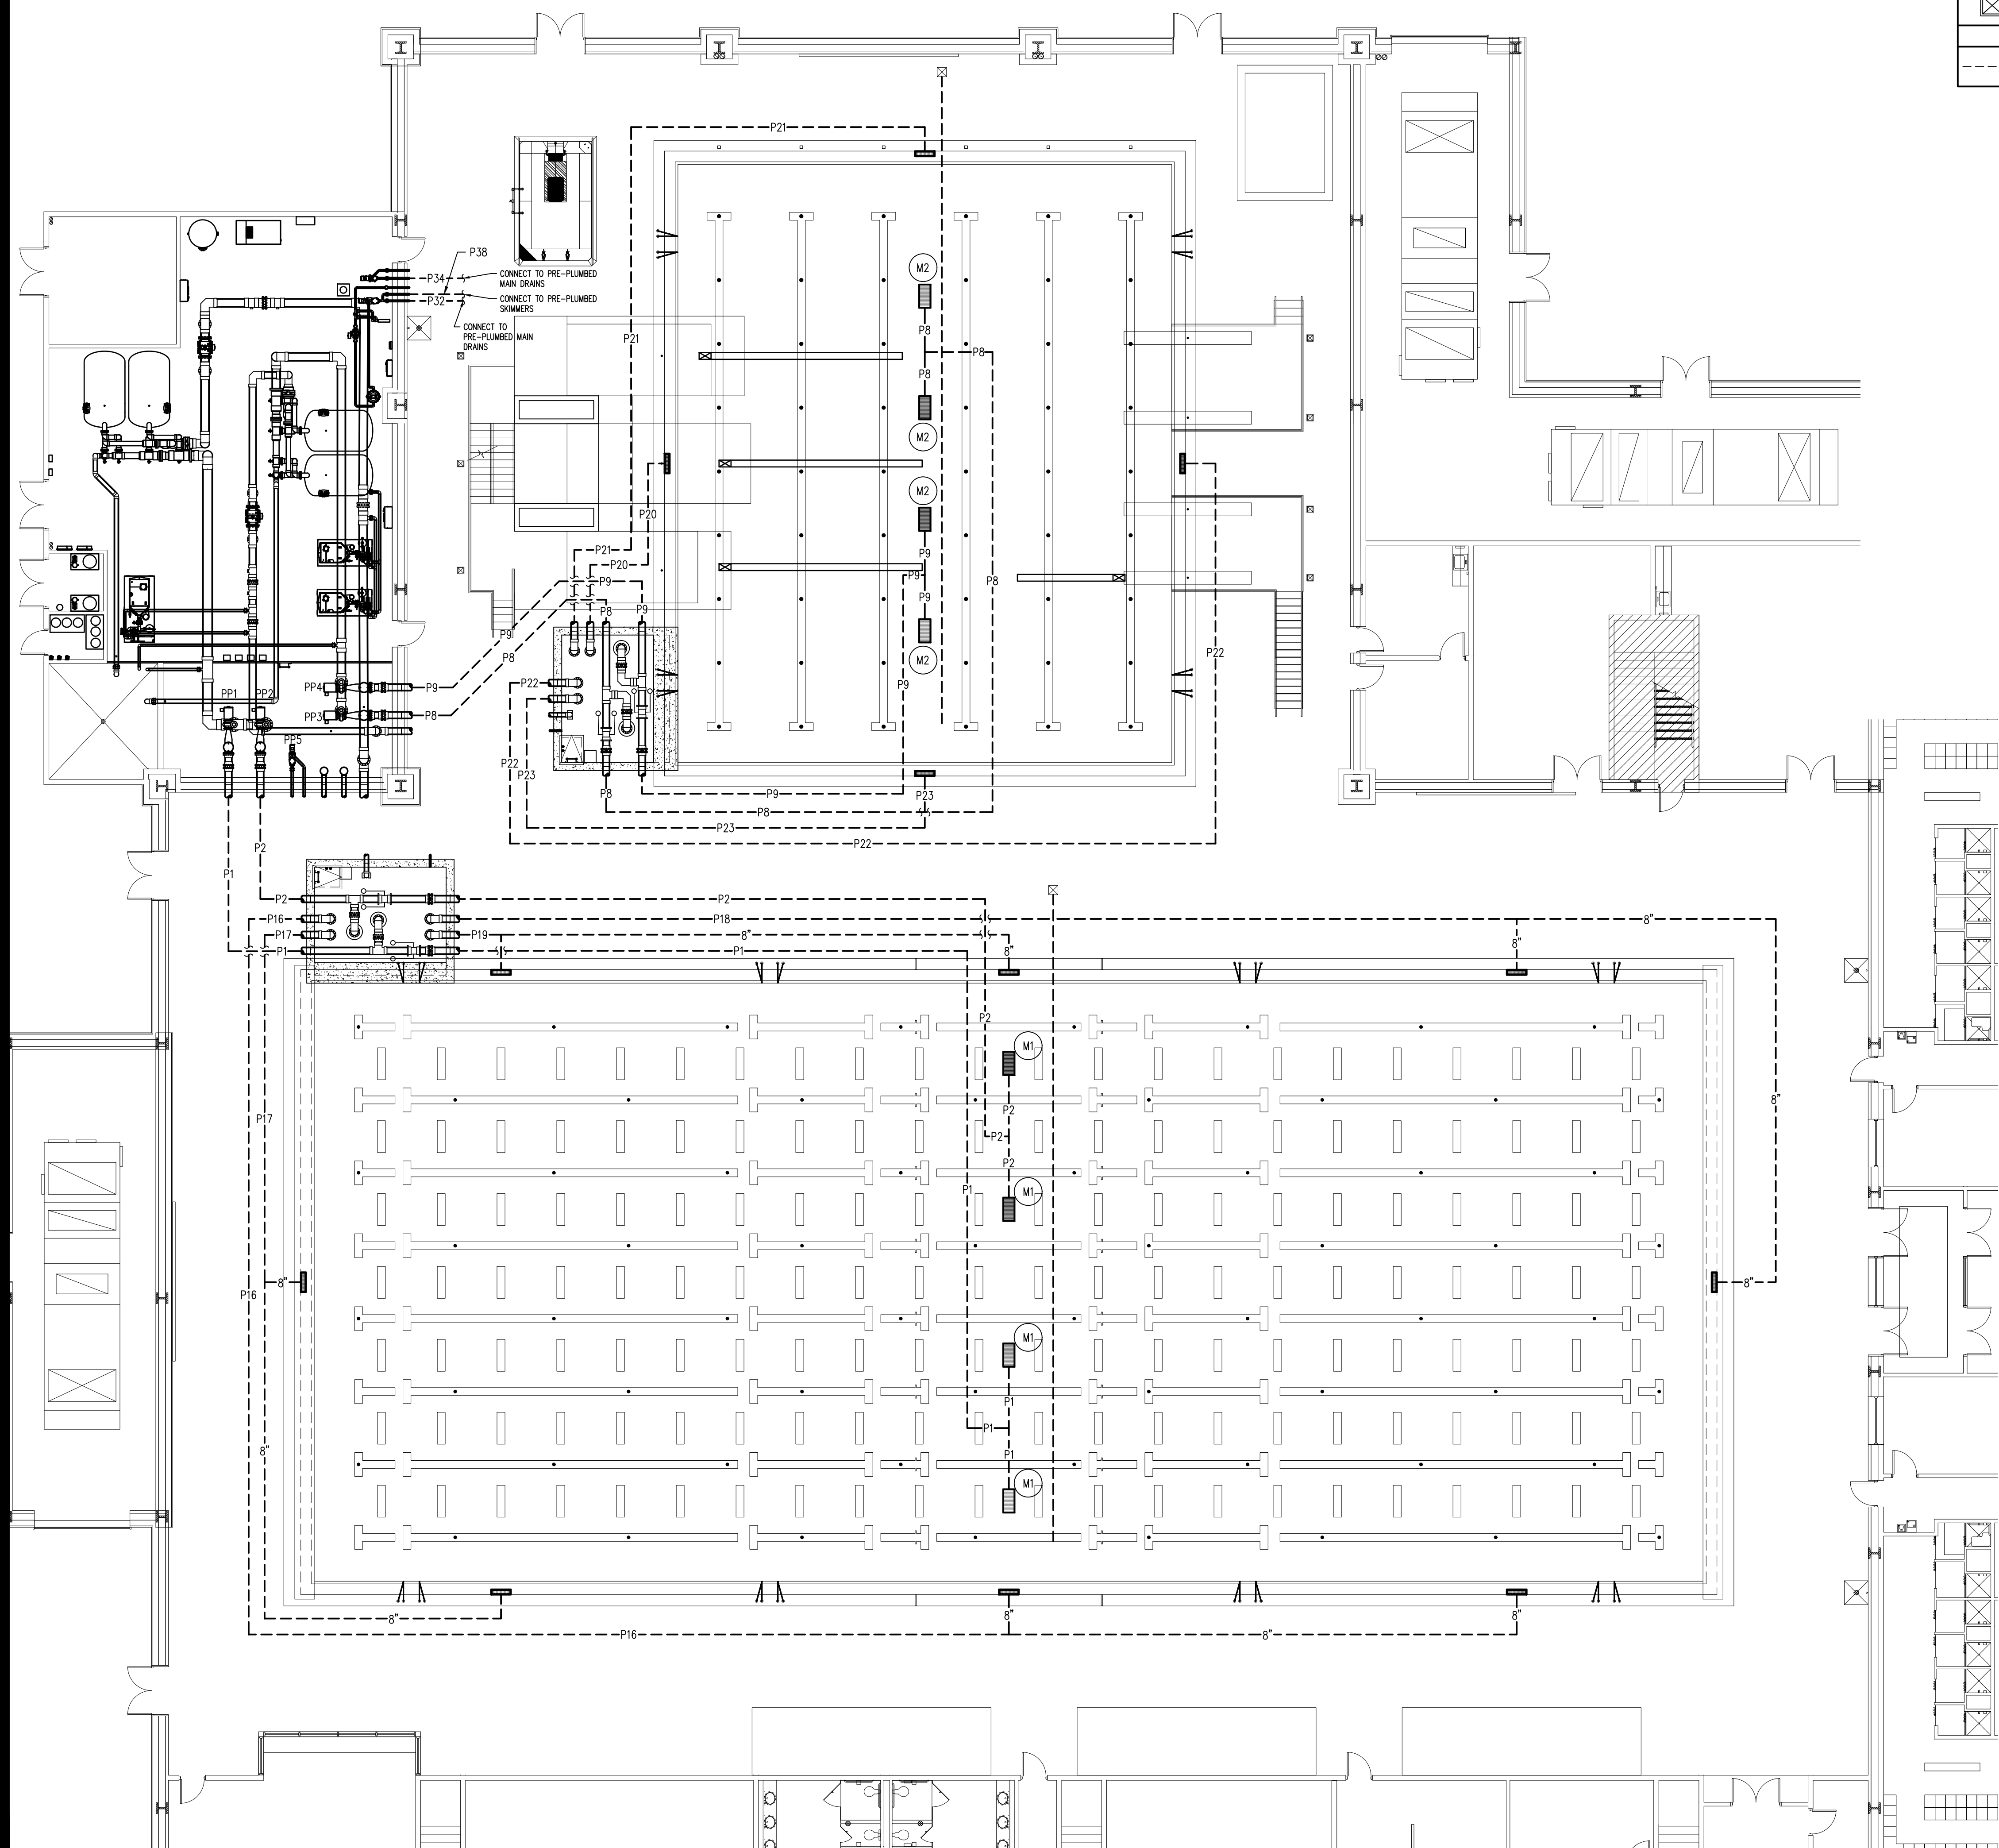 P21
P38
M2
P34
CONNECT TO PRE-PLUMBED
MAIN DRAINS
P32
CONNECT TO PRE-PLUMBED
SKIMMERS
CONNECT TO
PRE-PLUMBED MAIN
DRAINS
P8
P21
P8
P8
M2
M2
P20
P21
P9
P20
P9
P9
P8
P8
P9
P9
P9
P8
M2
P22
P22
P9
PP4
P9
PP1
PP2
PP3
P8
PP5
P22
P23
P8
P9
P23
P8
P23
P22
P2
P1
P2
P2
P16
P18
8"
P17
P19
8"
8"
P1
P1
8"
P2
M1
8"
P2
P17
P2
P2
P1
M1
8"
8"
P16
M1
P1
P1
8"
P1
M1
8"
8"
8"
P16
8"